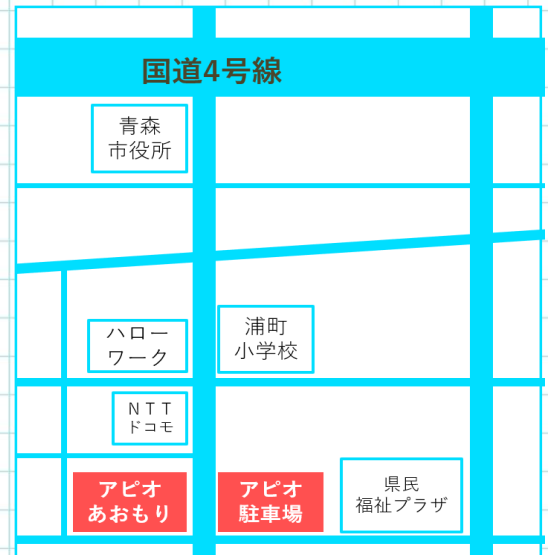 国道4号線
青森
市役所
ハロー
ワーク
浦町
小学校
ＮＴＴ
ドコモ
アピオ
あおもり
アピオ
駐車場
県民
福祉プラザ